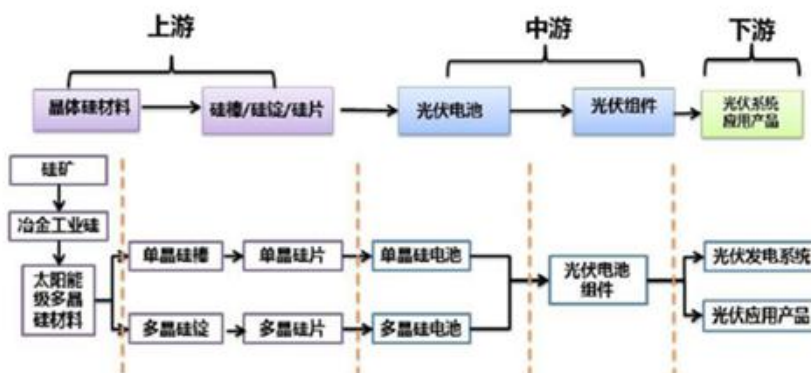 上游
中游
下游
晶体硅材料
硅棒/硅锭/硅片
光伏电池
光伏组件
光伏系统
应用产品
硅矿
冶金工业硅
太阳能
级多晶
硅材料
单晶硅棒
单晶硅片
单晶硅电池
多晶硅锭
多晶硅片
多晶硅电池
光伏电池
组件
光伏发电系统
光伏应用产品